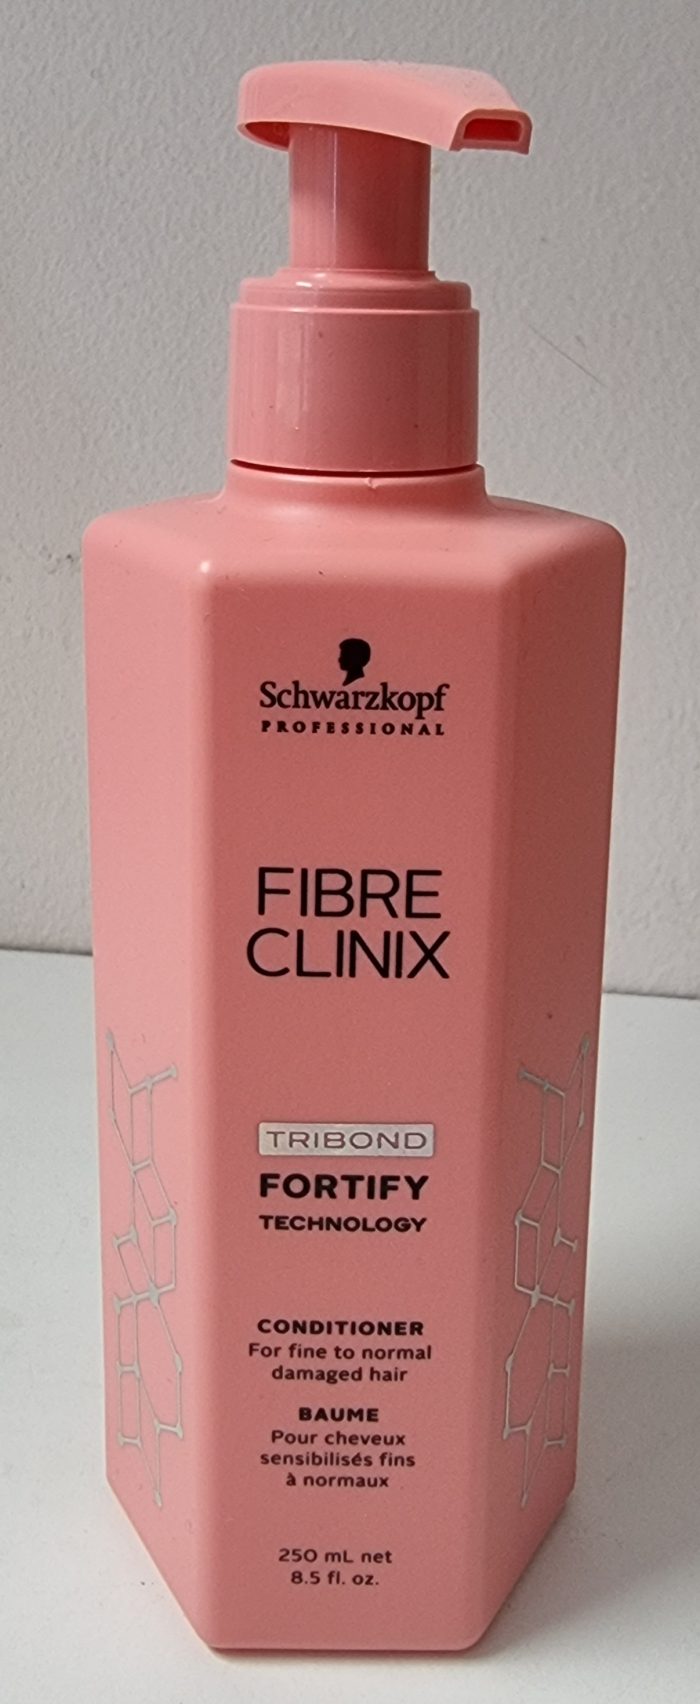 Schwarzkopf
PROFESSIONAL
FIBRE
CLINIX
TRIBOND
FORTIFY
TECHNOLOGY
CONDITIONER
For fine to normal
damaged hair
BAUME
Pour cheveux
sensibilisés fins
à normaux
250 mL net
8.5 fl. oz.